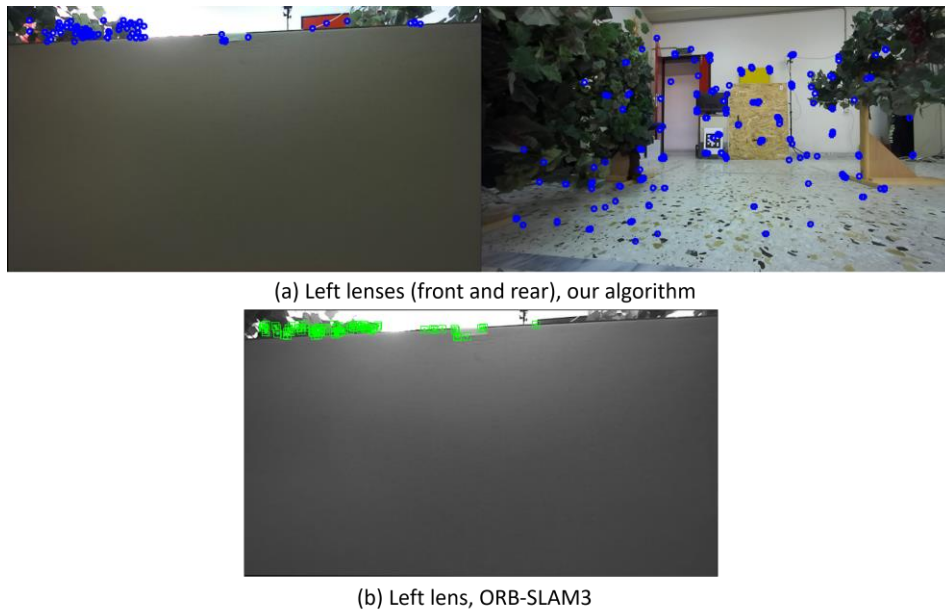 (a) Left lenses (front and rear), our algorithm
(b) Left lens, ORB-SLAM3